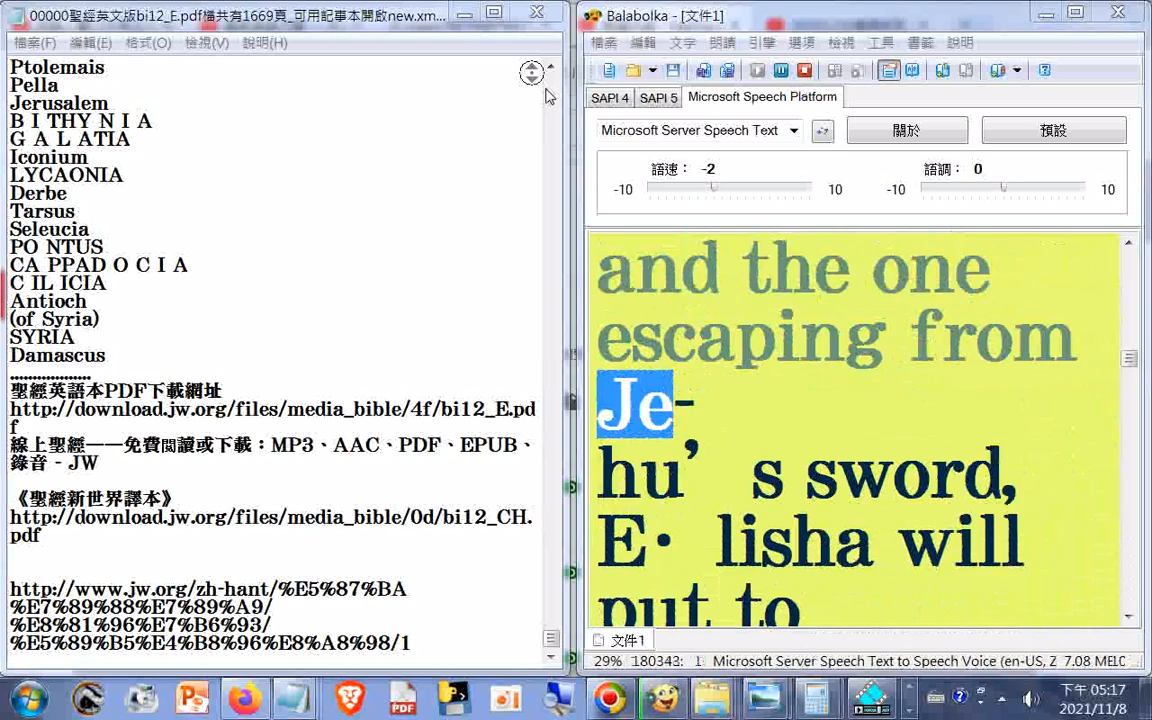 00000聖經英文版bi12_E.pdf檔共有1669頁_可用記事本開啟new.xm...
檔案(F) 編輯(E) 格式(O) 檢視(V) 說明(H)
Ptolemais
Pella
Jerusalem
B I THY N I A
G A L ATIA
Iconium
LYCAONIA
Derbe
Tarsus
Seleucia
PO NTUS
CA PPAD O C I A
C IL ICIA
Antioch
(of Syria)
SYRIA
Damascus
..................
聖經英語本PDF下載網址
http://download.jw.org/files/media_bible/4f/bi12_E.pd
f
線上聖經——免費閱讀或下載：MP3、AAC、PDF、EPUB、
錄音 - JW
《聖經新世界譯本》
http://download.jw.org/files/media_bible/0d/bi12_CH.
pdf
http://www.jw.org/zh-hant/%E5%87%BA
%E7%89%88%E7%89%A9/
%E8%81%96%E7%B6%93/
%E5%89%B5%E4%B8%96%E8%A8%98/1
Balabolka - [文件1]
檔案 編輯 文字 朗讀 引擎 選項 檢視 工具 書籤 說明
SAPI 4 SAPI 5 Microsoft Speech Platform
Microsoft Server Speech Text 關於 預設
語速： -2 語調： 0
-10 10 -10 10
and the one
escaping from
Je-
hu’ s sword,
E· lisha will
put to
文件1
29% 180343: 1 Microsoft Server Speech Text to Speech Voice (en-US, Z 7.08 MELO
PDF
下午 05:17
2021/11/8